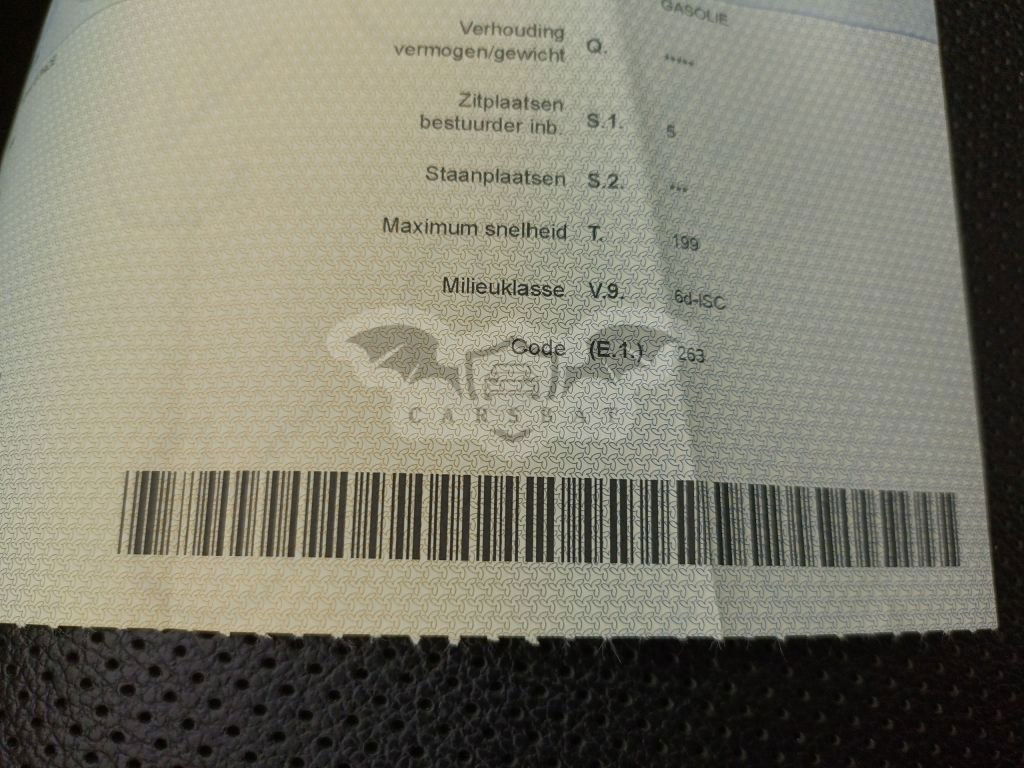 GASOLIE
Verhouding
vermogen/gewicht Q. *****
Zitplaatsen
bestuurder inb. S.1. 5
Staanplaatsen S.2. ***
Maximum snelheid T. 199
Milieuklasse V.9. 6d-ISC
Code (E.1.) 263
CARSBAT